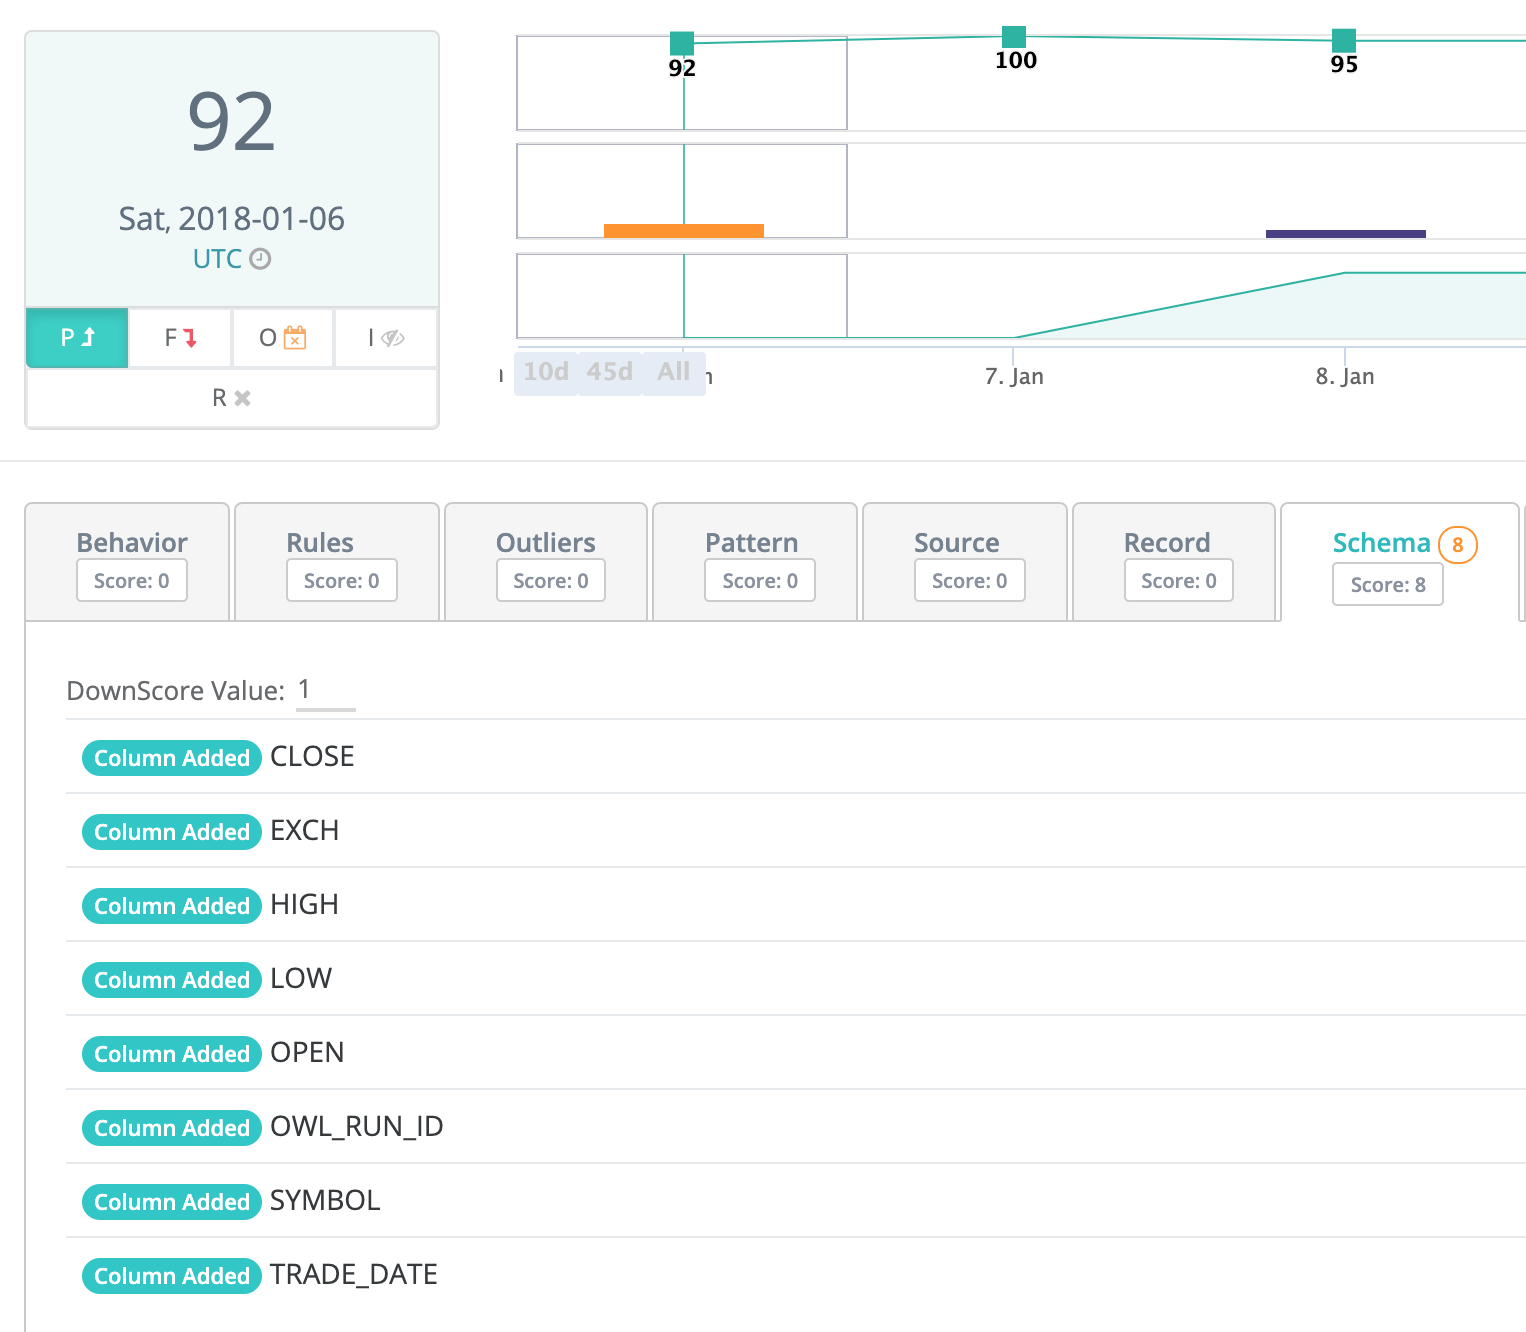 92
Sat, 2018-01-06
UTC
P
F
O
I
R
92
100
95
10d 45d All
7. Jan
8. Jan
Behavior
Score: 0
Rules
Score: 0
Outliers
Score: 0
Pattern
Score: 0
Source
Score: 0
Record
Score: 0
Schema 8
Score: 8
DownScore Value: 1
Column Added CLOSE
Column Added EXCH
Column Added HIGH
Column Added LOW
Column Added OPEN
Column Added OWL_RUN_ID
Column Added SYMBOL
Column Added TRADE_DATE